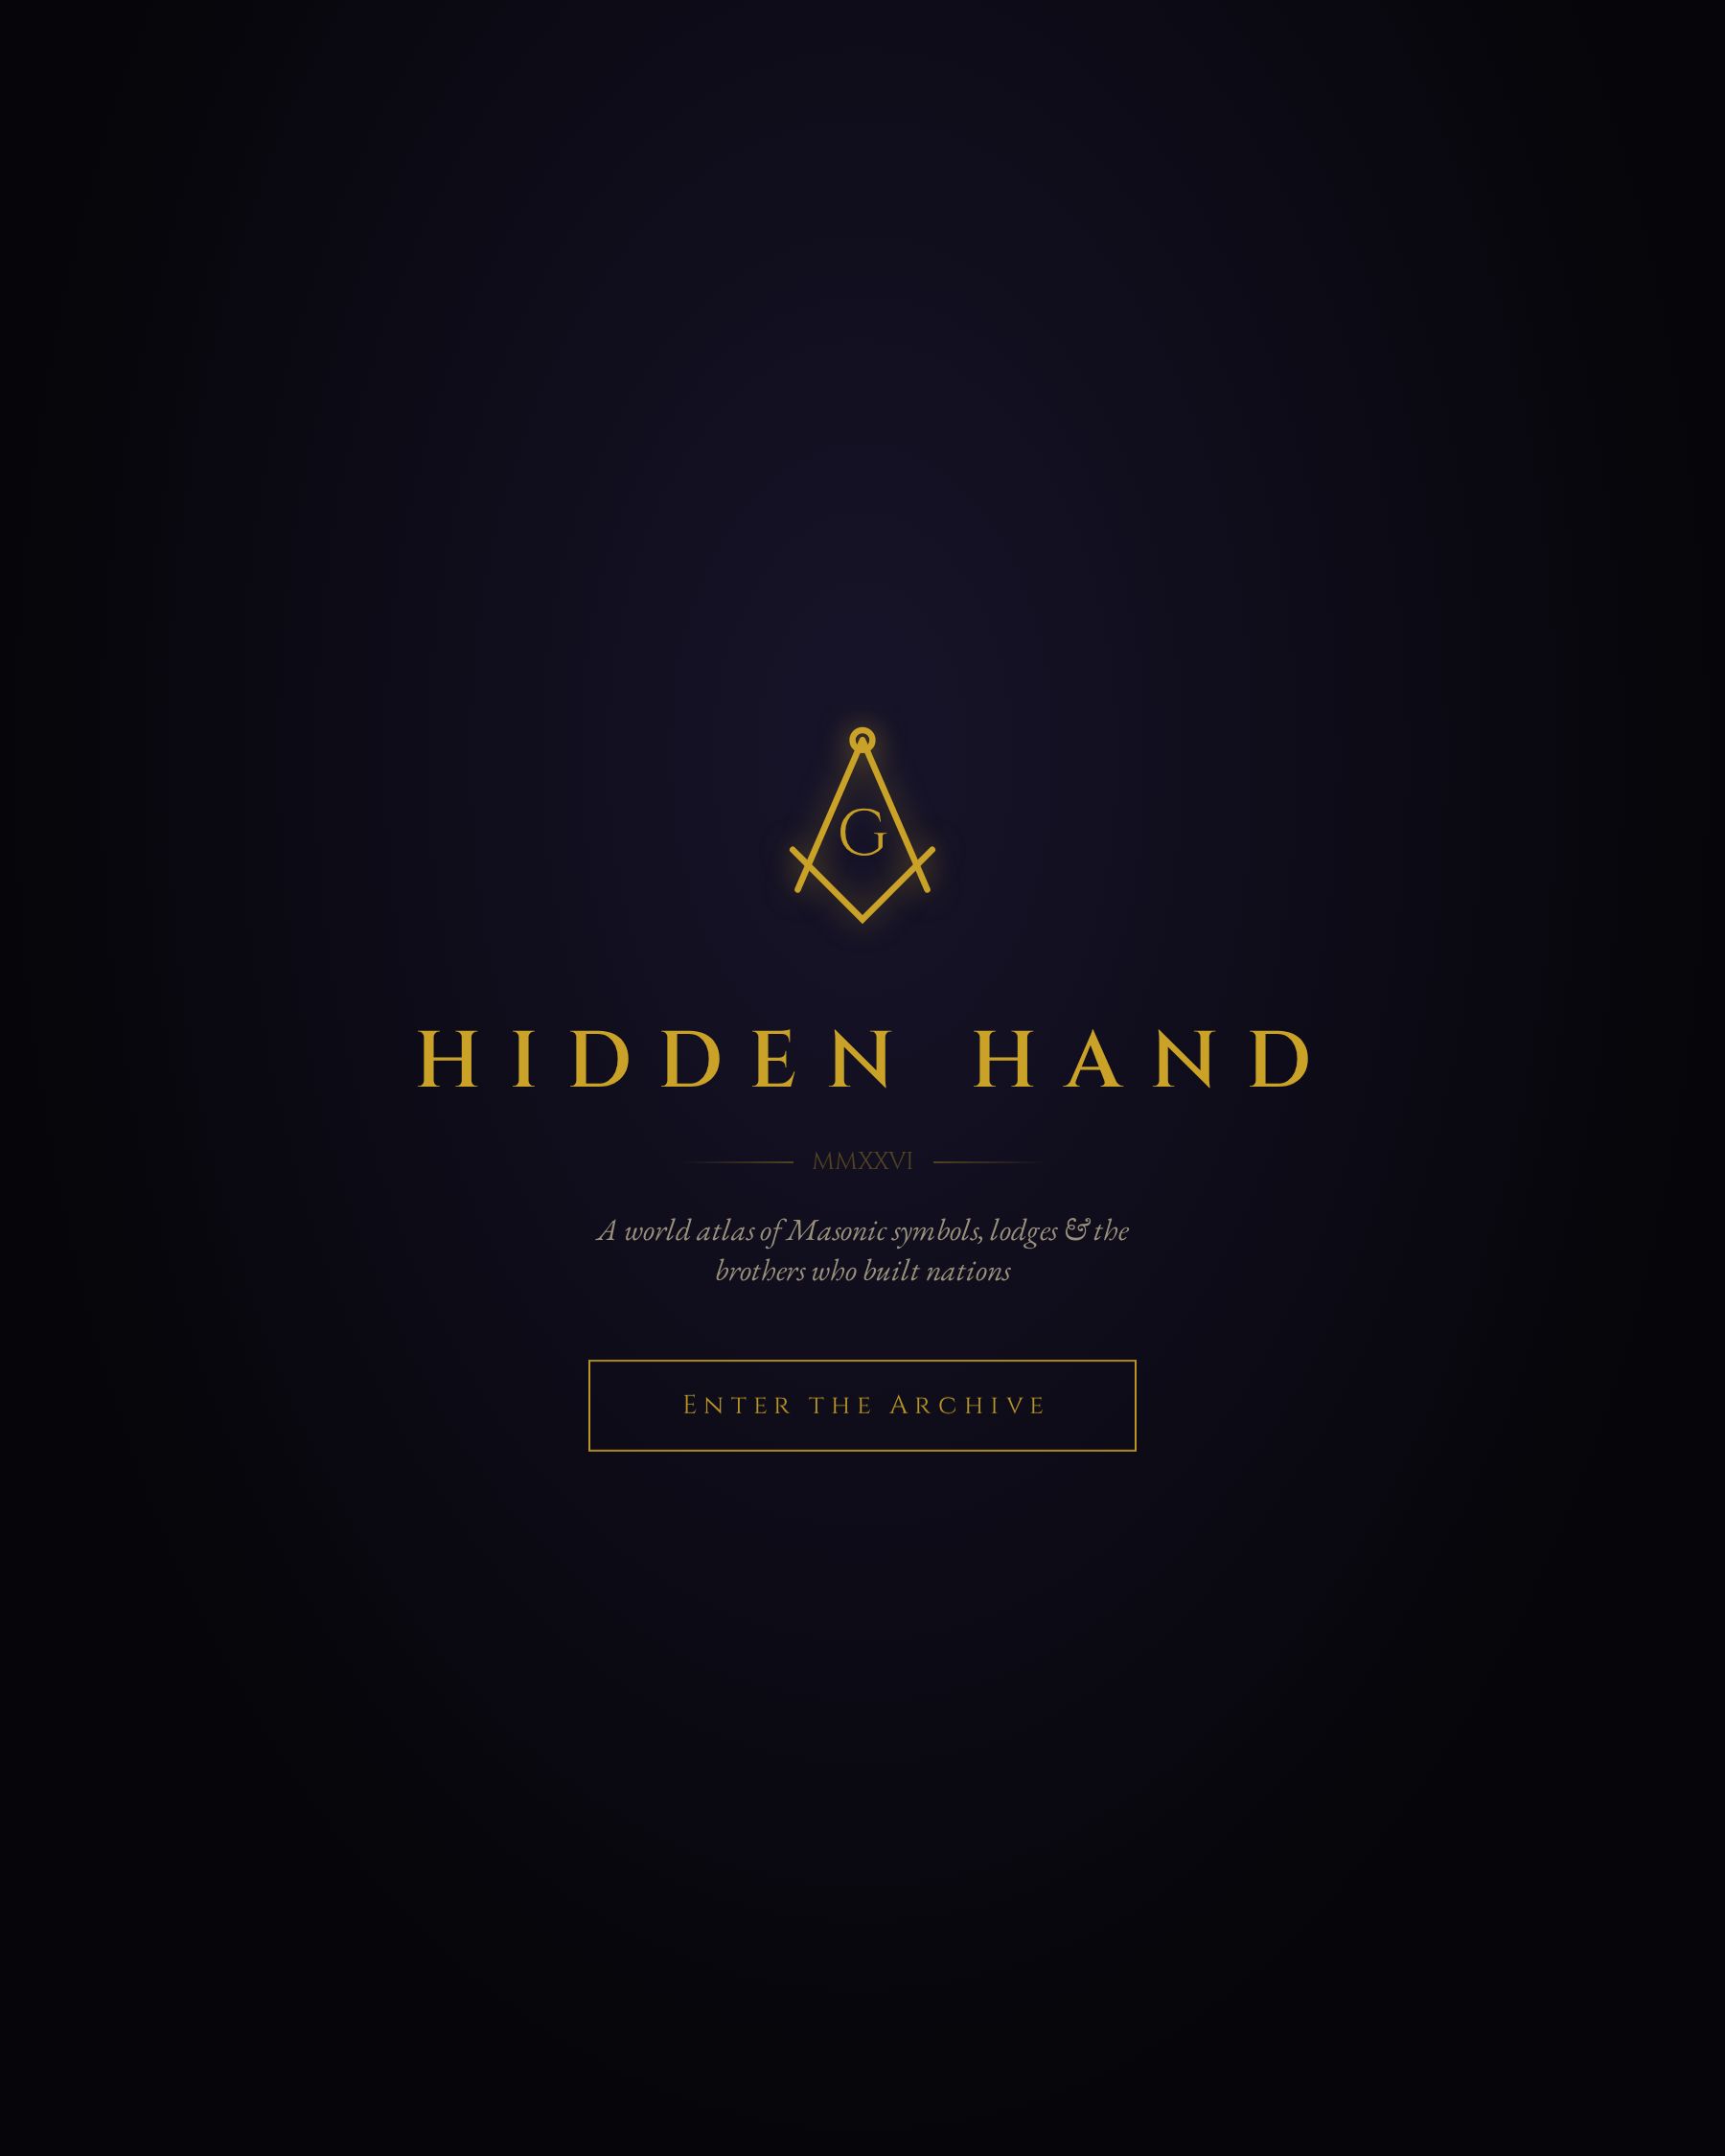 G
HIDDEN HAND
MMXXVI
A world atlas of Masonic symbols, lodges & the
brothers who built nations
Enter the Archive